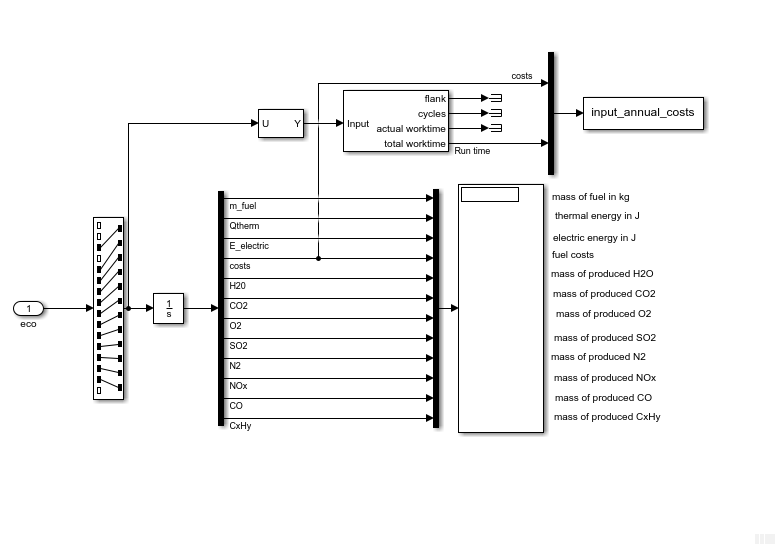 costs
flank
cycles
actual worktime
total worktime
Input
U Y
Run time
input_annual_costs
m_fuel
Qtherm
E_electric
costs
H20
CO2
O2
SO2
N2
NOx
CO
CxHy
1
eco
1
s
mass of fuel in kg
thermal energy in J
electric energy in J
fuel costs
mass of produced H2O
mass of produced CO2
mass of produced O2
mass of produced SO2
mass of produced N2
mass of produced NOx
mass of produced CO
mass of produced CxHy